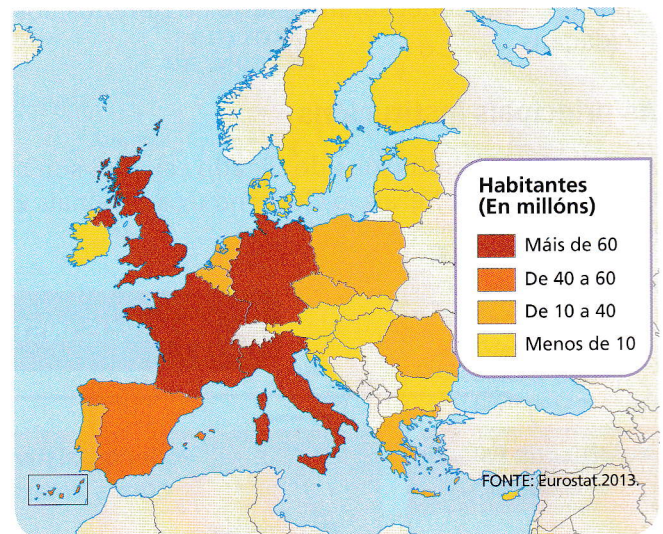 Habitantes
(En millóns)
Máis de 60
De 40 a 60
De 10 a 40
Menos de 10
FONTE: Eurostat.2013.